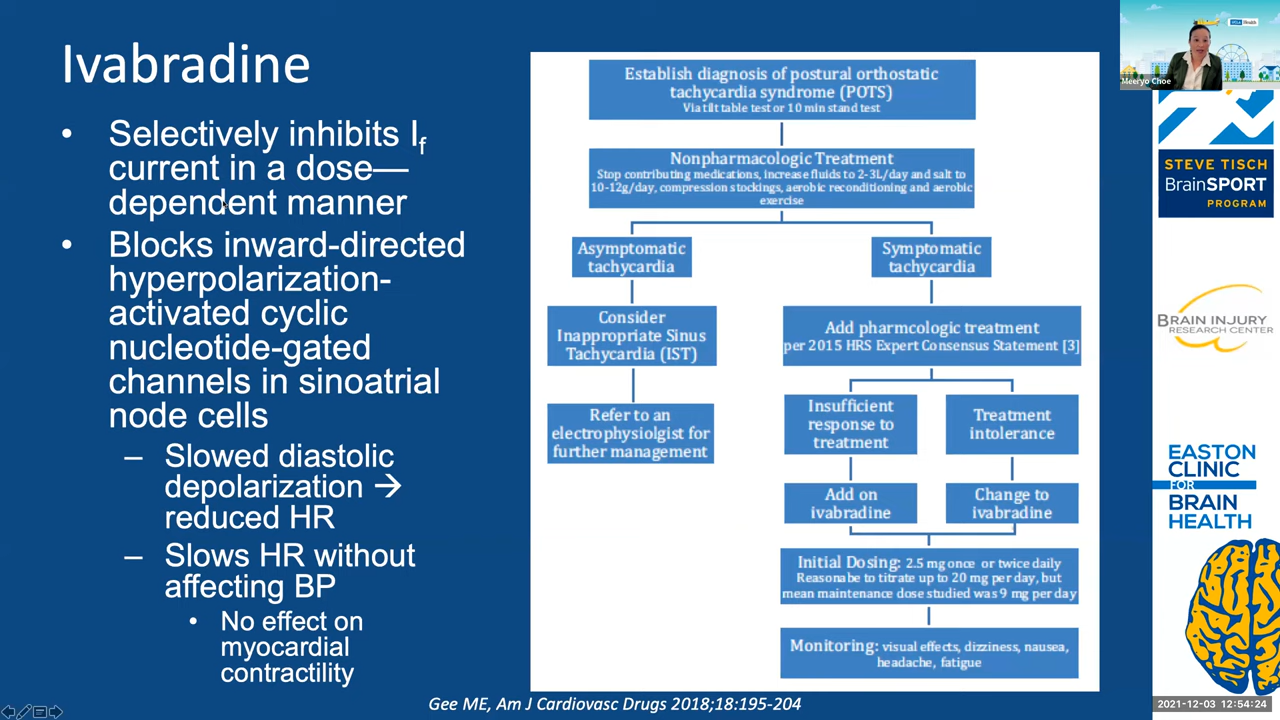 Ivabradine
• Selectively inhibits If
current in a dose—
dependent manner
• Blocks inward-directed
hyperpolarization-
activated cyclic
nucleotide-gated
channels in sinoatrial
node cells
– Slowed diastolic
depolarization →
reduced HR
– Slows HR without
affecting BP
• No effect on
myocardial
contractility
Establish diagnosis of postural orthostatic
tachycardia syndrome (POTS)
Via tilt table test or 10 min stand test
Nonpharmacologic Treatment
Stop contributing medications, increase fluids to 2-3L/day and salt to
10-12g/day, compression stockings, aerobic reconditioning and aerobic
exercise
Asymptomatic
tachycardia
Consider
Inappropriate Sinus
Tachycardia (IST)
Refer to an
electrophysiolgist for
further management
Symptomatic
tachycardia
Add pharmcologic treatment
per 2015 HRS Expert Consensus Statement [3]
Insufficient
response to
treatment
Add on
ivabradine
Treatment
intolerance
Change to
ivabradine
Initial Dosing: 2.5 mg once or twice daily
Reasonabe to titrate up to 20 mg per day, but
mean maintenance dose studied was 9 mg per day
Monitoring: visual effects, dizziness, nausea,
headache, fatigue
Gee ME, Am J Cardiovasc Drugs 2018;18:195-204
Meeryo Choe
STEVE TISCH
BrainSPORT
PROGRAM
BRAIN INJURY
RESEARCH CENTER
EASTON
CLINIC
FOR
BRAIN
HEALTH
2021-12-03 12:54:24